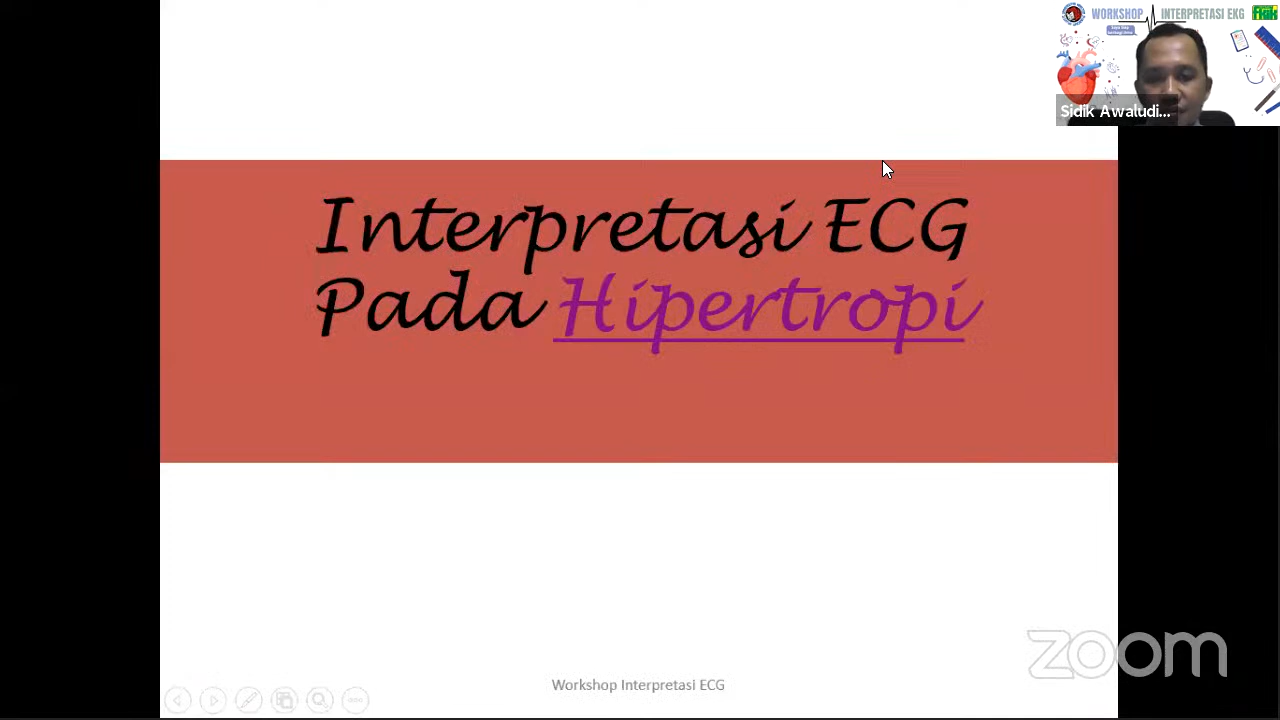 WORKSHOP INTERPRETASI EKG
Sidik Awaludi...
Interpretasi ECG
Pada Hipertropi
Workshop Interpretasi ECG
zoom